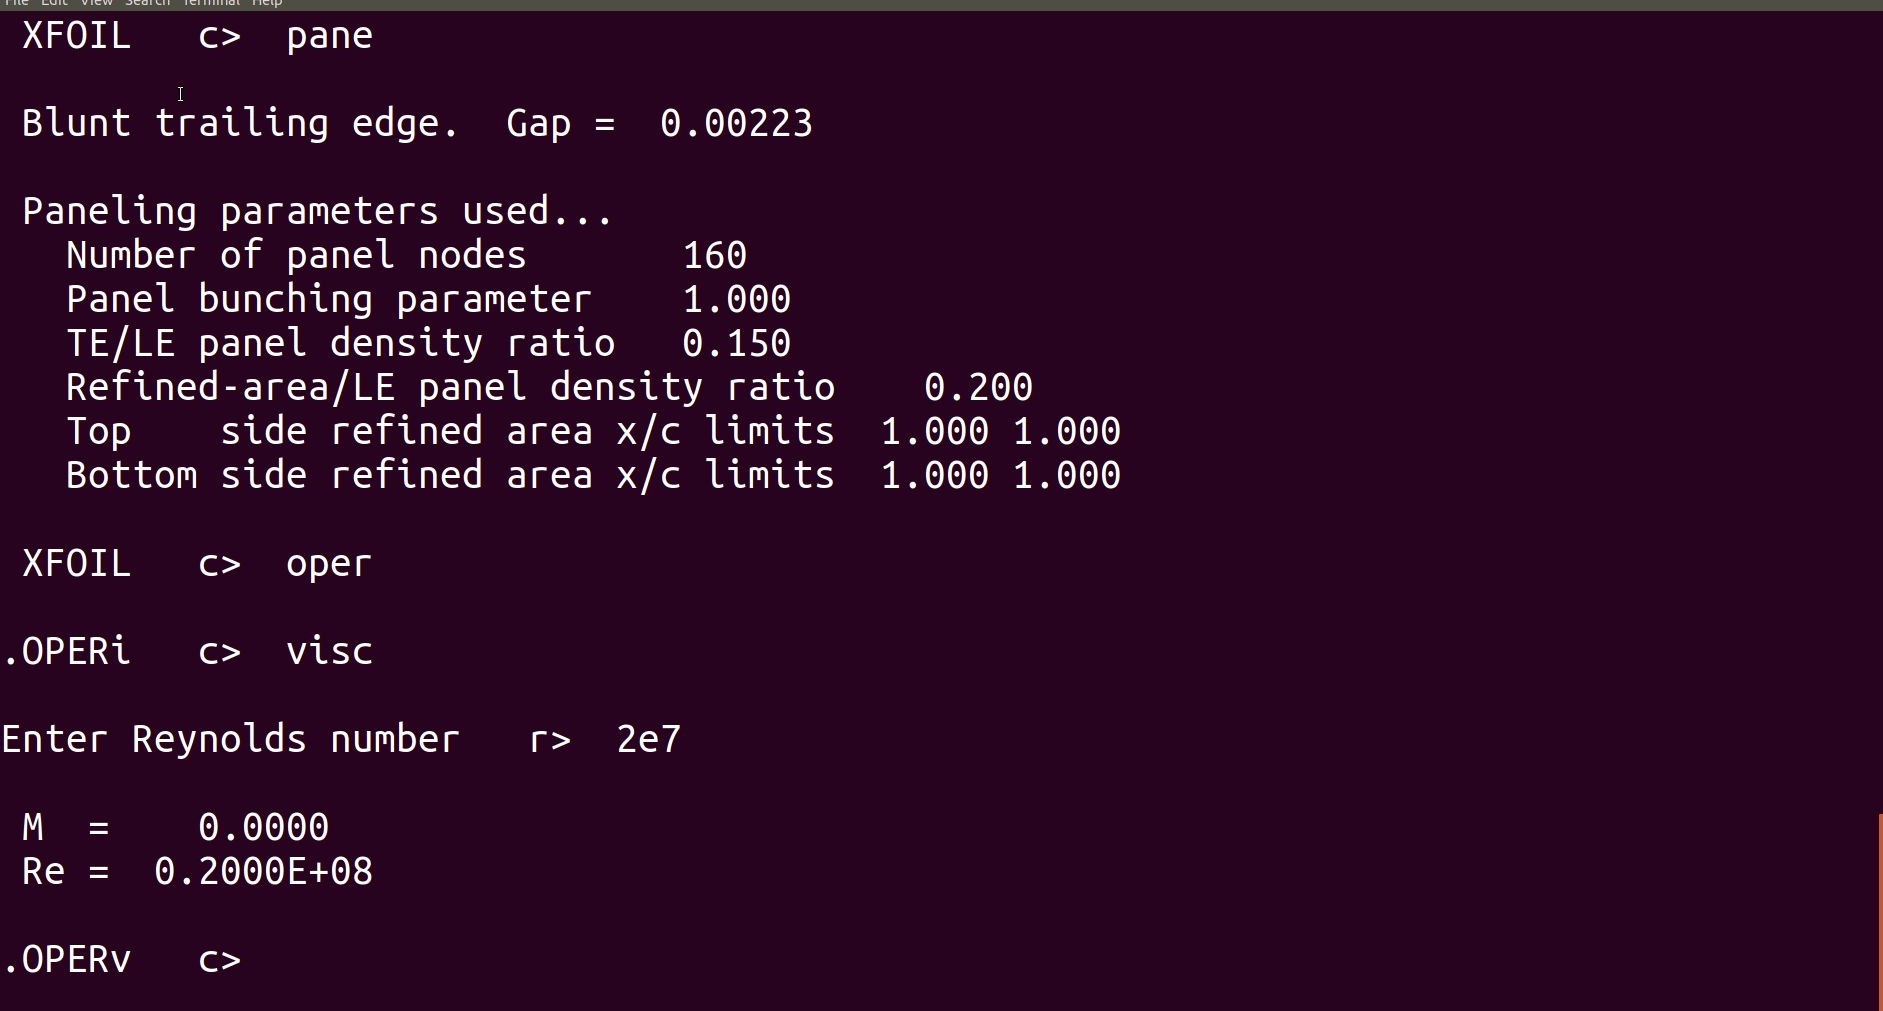 File Edit View Search Terminal Help
XFOIL   c>  pane
Blunt trailing edge.  Gap =  0.00223
Paneling parameters used...
Number of panel nodes       160
Panel bunching parameter    1.000
TE/LE panel density ratio   0.150
Refined-area/LE panel density ratio    0.200
Top    side refined area x/c limits  1.000 1.000
Bottom side refined area x/c limits  1.000 1.000
XFOIL   c>  oper
.OPERi   c>  visc
Enter Reynolds number   r>  2e7
M  =    0.0000
Re =  0.2000E+08
.OPERv   c>